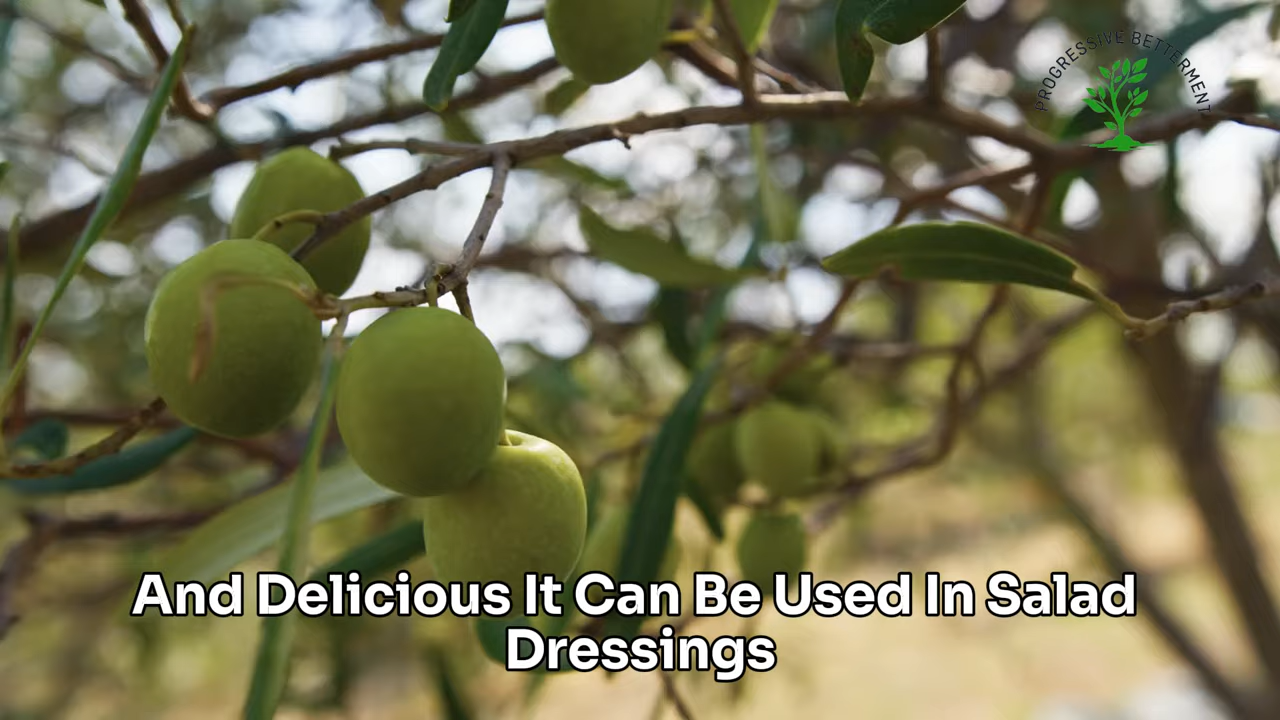 PROGRESSIVE BETTERMENT
And Delicious It Can Be Used In Salad
Dressings